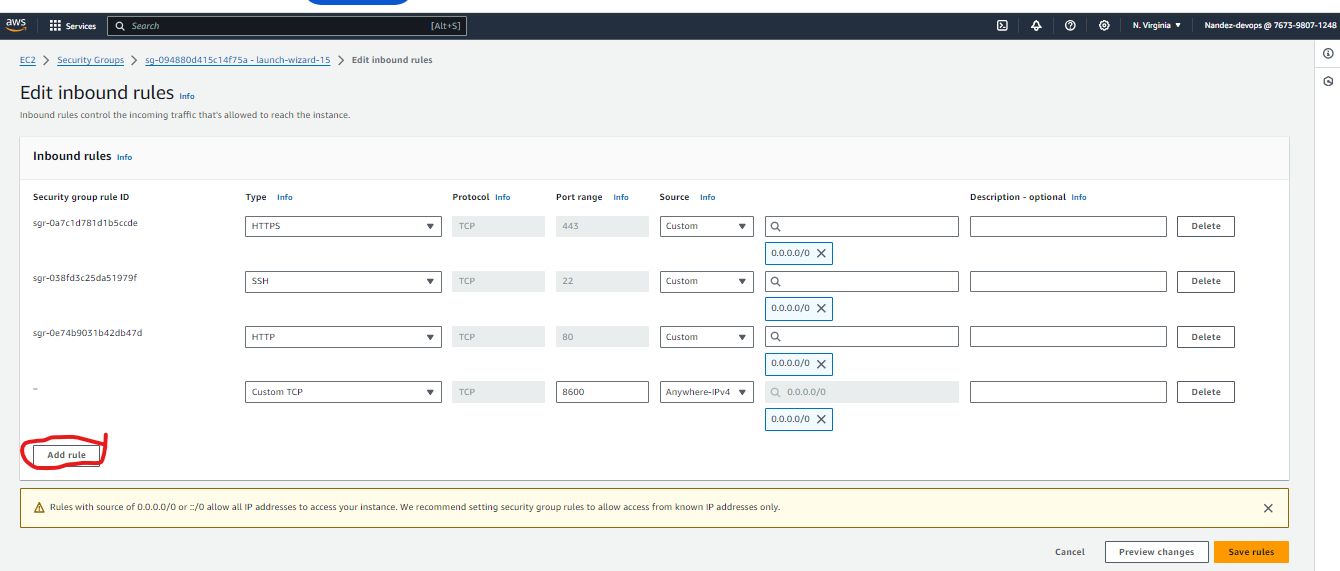 aws Services Search [Alt+S] N. Virginia Nandez-devops @ 7673-9807-1248
EC2 Security Groups sg-094880d415c14f75a - launch-wizard-15 Edit inbound rules
Edit inbound rules Info
Inbound rules control the incoming traffic that's allowed to reach the instance.
Inbound rules Info
Security group rule ID Type Info Protocol Info Port range Info Source Info Description - optional Info
sgr-0a7c1d781d1b5ccde HTTPS TCP 443 Custom Delete
0.0.0.0/0
sgr-038fd3c25da51979f SSH TCP 22 Custom Delete
0.0.0.0/0
sgr-0e74b9031b42db47d HTTP TCP 80 Custom Delete
0.0.0.0/0
– Custom TCP TCP 8600 Anywhere-IPv4 0.0.0.0/0 Delete
0.0.0.0/0
Add rule
Rules with source of 0.0.0.0/0 or ::/0 allow all IP addresses to access your instance. We recommend setting security group rules to allow access from known IP addresses only.
Cancel Preview changes Save rules